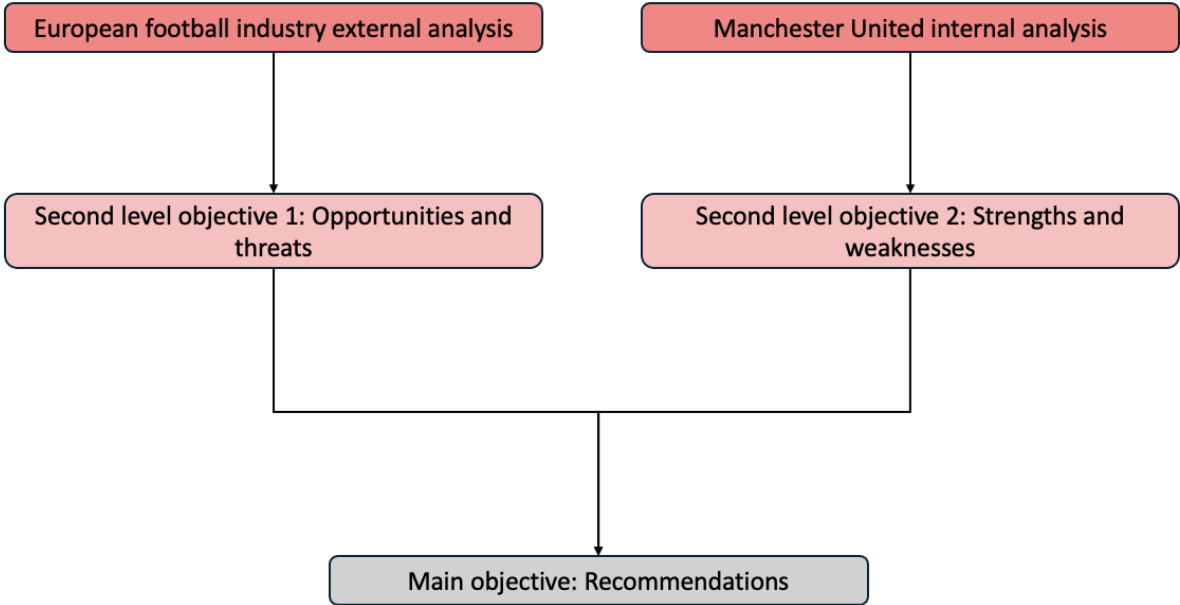 European football industry external analysis
Manchester United internal analysis
Second level objective 1: Opportunities and
threats
Second level objective 2: Strengths and
weaknesses
Main objective: Recommendations